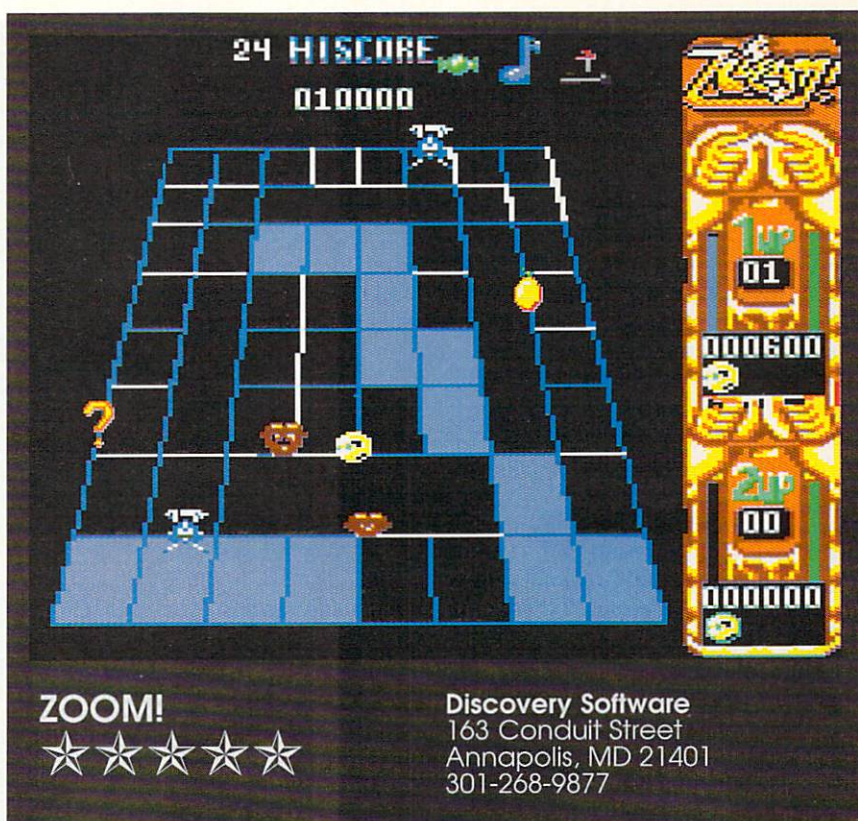 24 HISCORE
010000
Zoom!
1UP
01
000600
?
2UP
00
000000
ZOOM!
Discovery Software
163 Conduit Street
Annapolis, MD 21401
301-268-9877